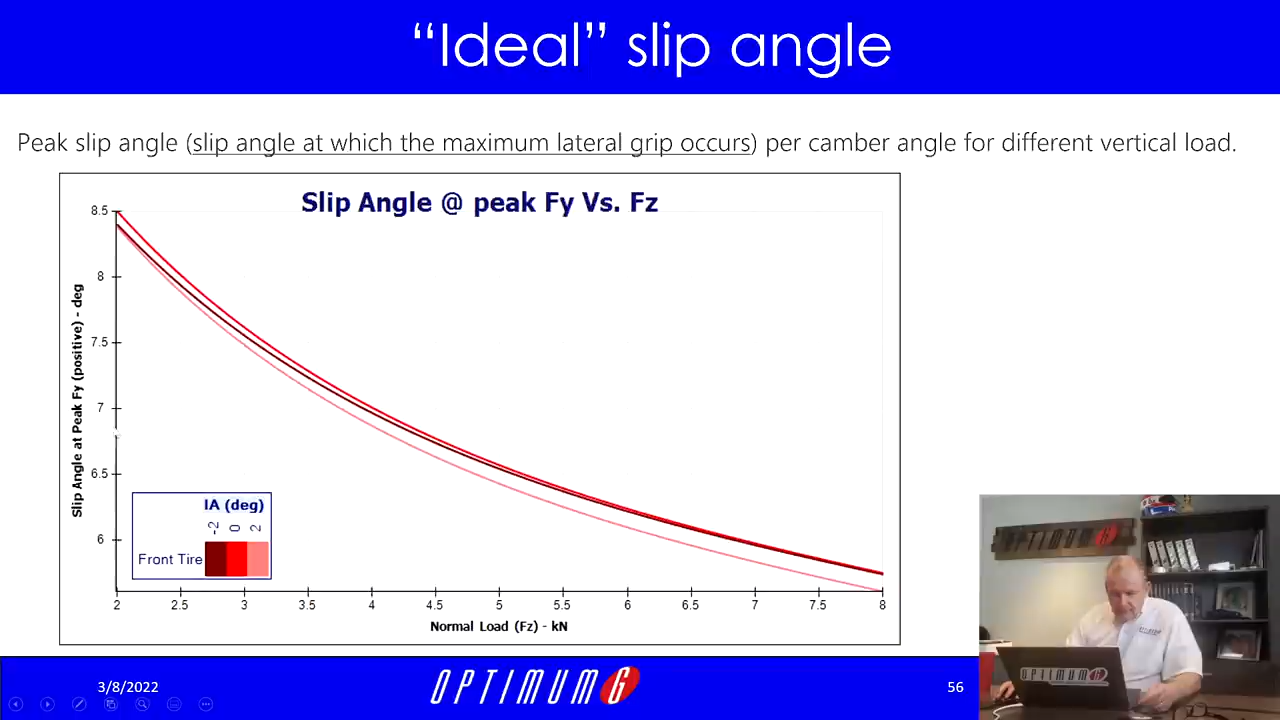 “Ideal” slip angle
Peak slip angle (slip angle at which the maximum lateral grip occurs) per camber angle for different vertical load.
Slip Angle @ peak Fy Vs. Fz
8.5
8
7.5
7
6.5
6
Slip Angle at Peak Fy (positive) - deg
IA (deg)
-2 0 2
Front Tire
2 2.5 3 3.5 4 4.5 5 5.5 6 6.5 7 7.5 8
Normal Load (Fz) - kN
OPTIMUM G
OPTIMUM G
3/8/2022
OPTIMUM G
56